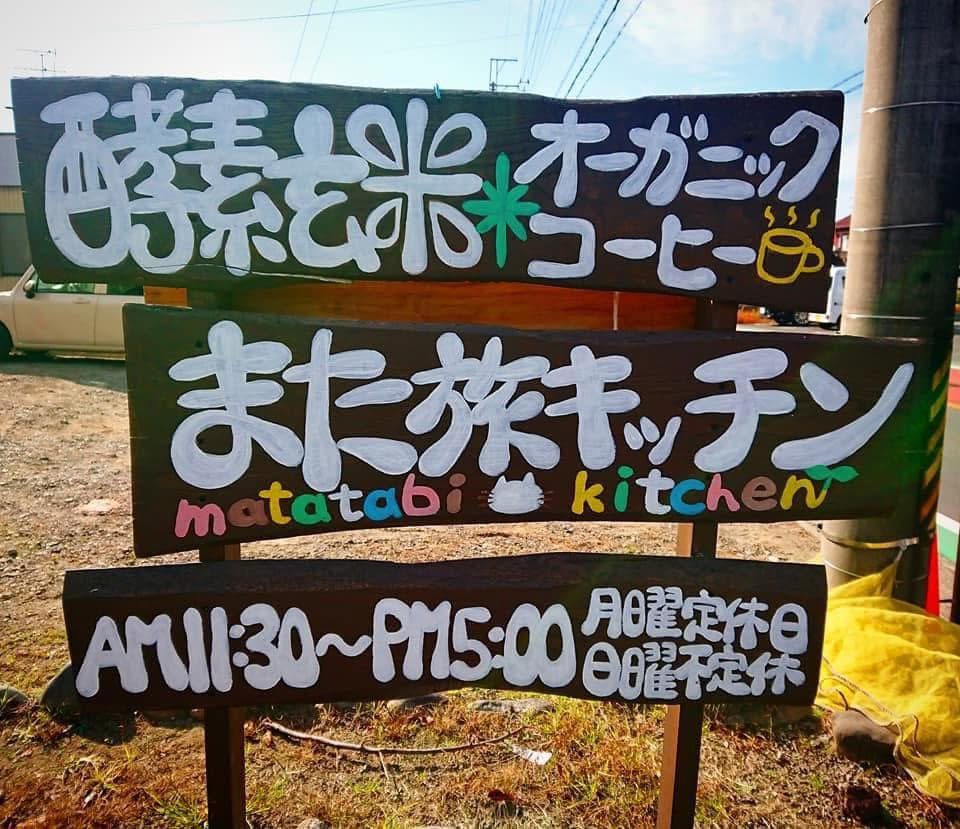 酵素玄米
オーガニック
コーヒー
また旅キッチン
matatabi kitchen
AM11:30～PM5:00
月曜定休日
日曜不定休